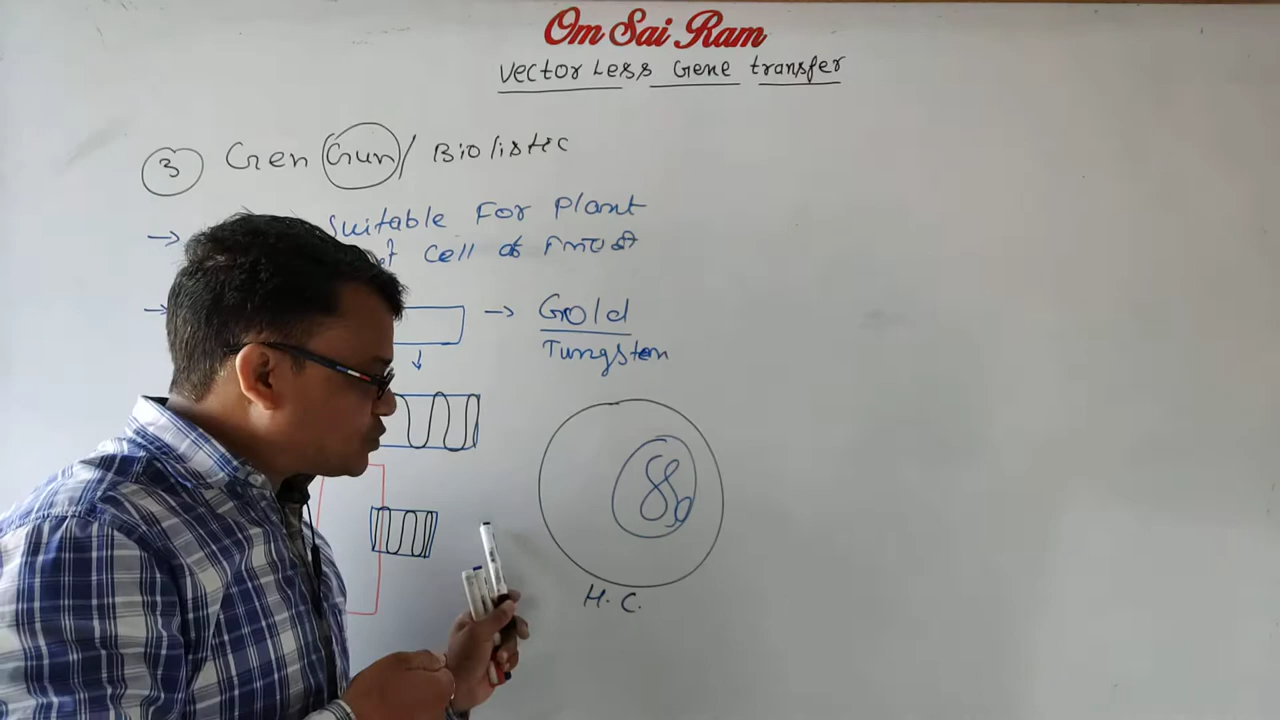 Om Sai Ram
Vector Less Gene transfer
3 Gen Gun / Biolistic
→ Suitable For Plant
cell
→ → Gold
Tungsten
H. C.